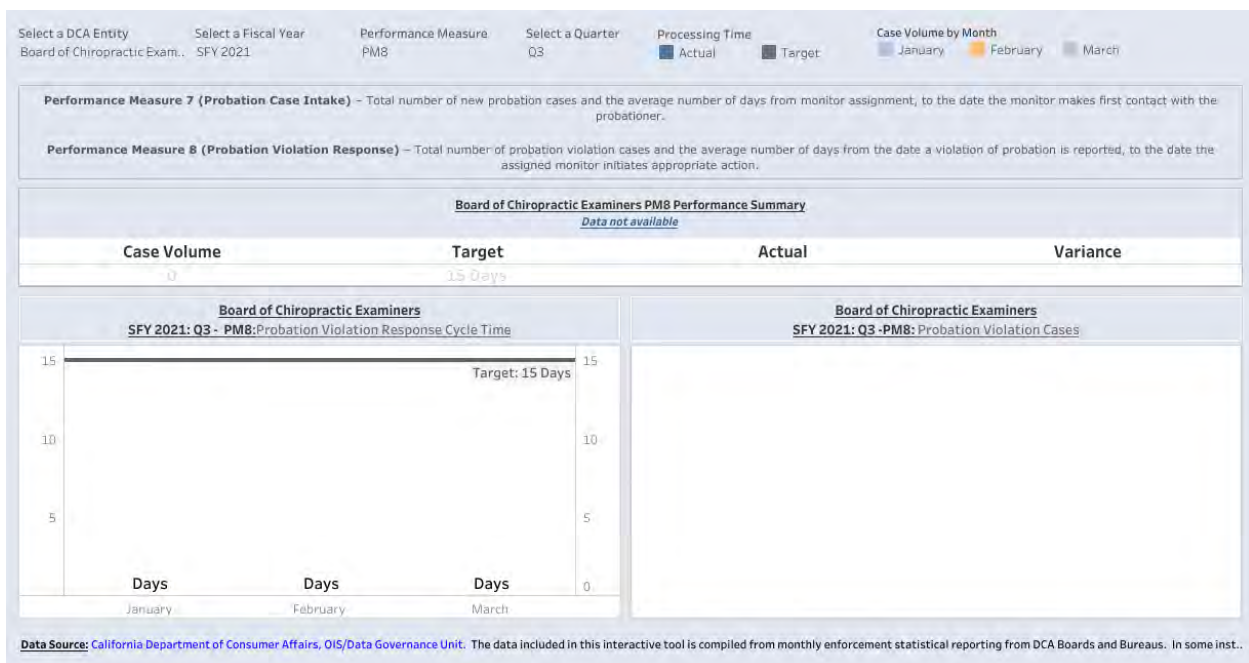 Select a DCA Entity Select a Fiscal Year Performance Measure Select a Quarter Processing Time Case Volume by Month
Board of Chiropractic Exam.. SFY 2021 PM8 Q3 Actual Target January February March
Performance Measure 7 (Probation Case Intake) – Total number of new probation cases and the average number of days from monitor assignment, to the date the monitor makes first contact with the
probationer.
Performance Measure 8 (Probation Violation Response) – Total number of probation violation cases and the average number of days from the date a violation of probation is reported, to the date the
assigned monitor initiates appropriate action.
Board of Chiropractic Examiners PM8 Performance Summary
Data not available
Case Volume Target Actual Variance
0 15 Days
Board of Chiropractic Examiners
SFY 2021: Q3 - PM8:Probation Violation Response Cycle Time
15 15
Target: 15 Days
10 10
5 5
Days Days Days 0
January February March
Board of Chiropractic Examiners
SFY 2021: Q3 -PM8: Probation Violation Cases
Data Source: California Department of Consumer Affairs, OIS/Data Governance Unit. The data included in this interactive tool is compiled from monthly enforcement statistical reporting from DCA Boards and Bureaus. In some inst..